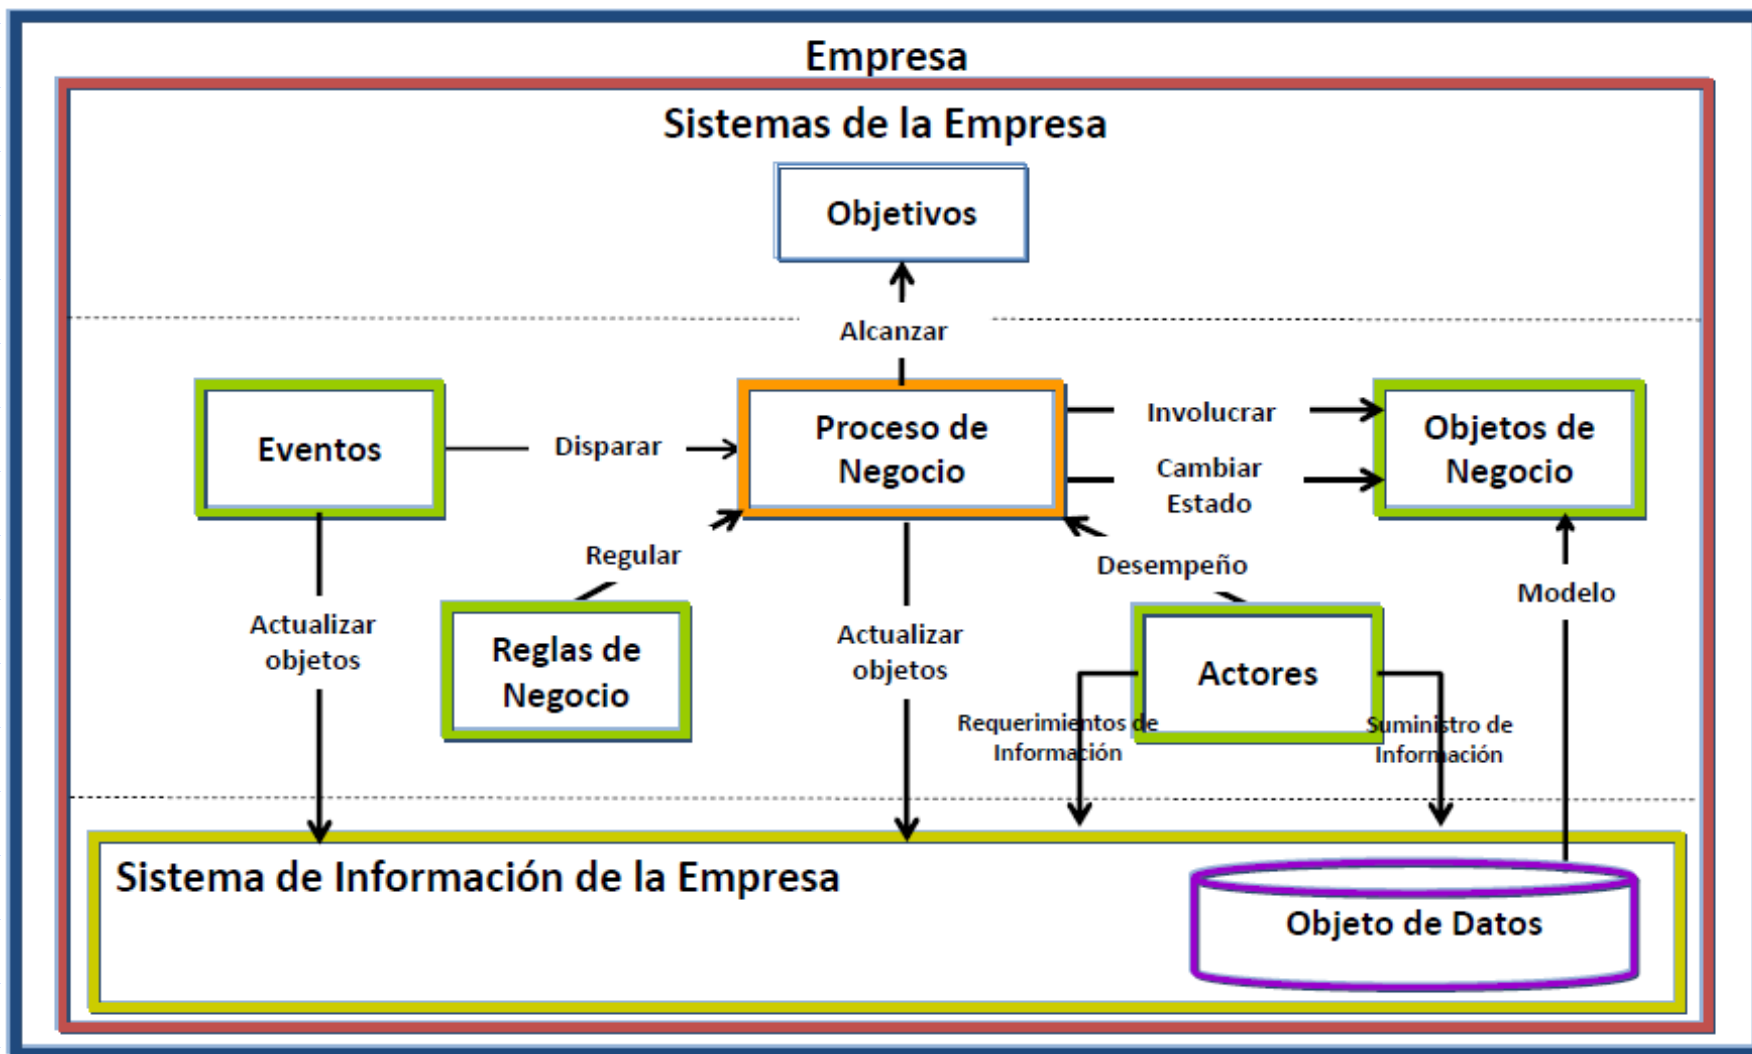 Empresa
Sistemas de la Empresa
Objetivos
Alcanzar
Eventos
Disparar
Proceso de
Negocio
Involucrar
Cambiar
Estado
Objetos de
Negocio
Regular
Desempeño
Modelo
Actualizar
objetos
Reglas de
Negocio
Actualizar
objetos
Actores
Requerimientos de
Información
Suministro de
Información
Sistema de Información de la Empresa
Objeto de Datos